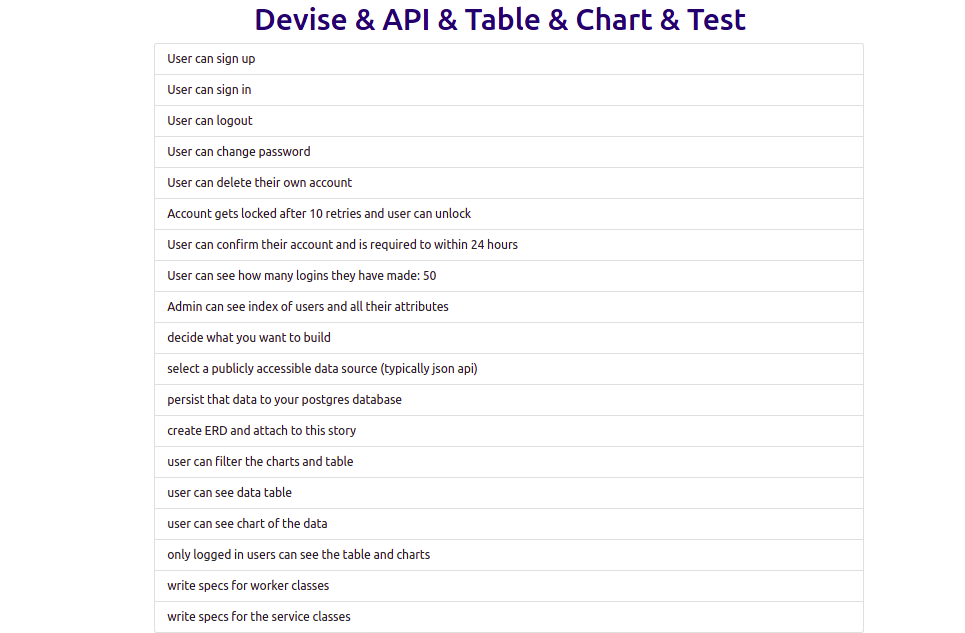 Devise & API & Table & Chart & Test
User can sign up
User can sign in
User can logout
User can change password
User can delete their own account
Account gets locked after 10 retries and user can unlock
User can confirm their account and is required to within 24 hours
User can see how many logins they have made: 50
Admin can see index of users and all their attributes
decide what you want to build
select a publicly accessible data source (typically json api)
persist that data to your postgres database
create ERD and attach to this story
user can filter the charts and table
user can see data table
user can see chart of the data
only logged in users can see the table and charts
write specs for worker classes
write specs for the service classes